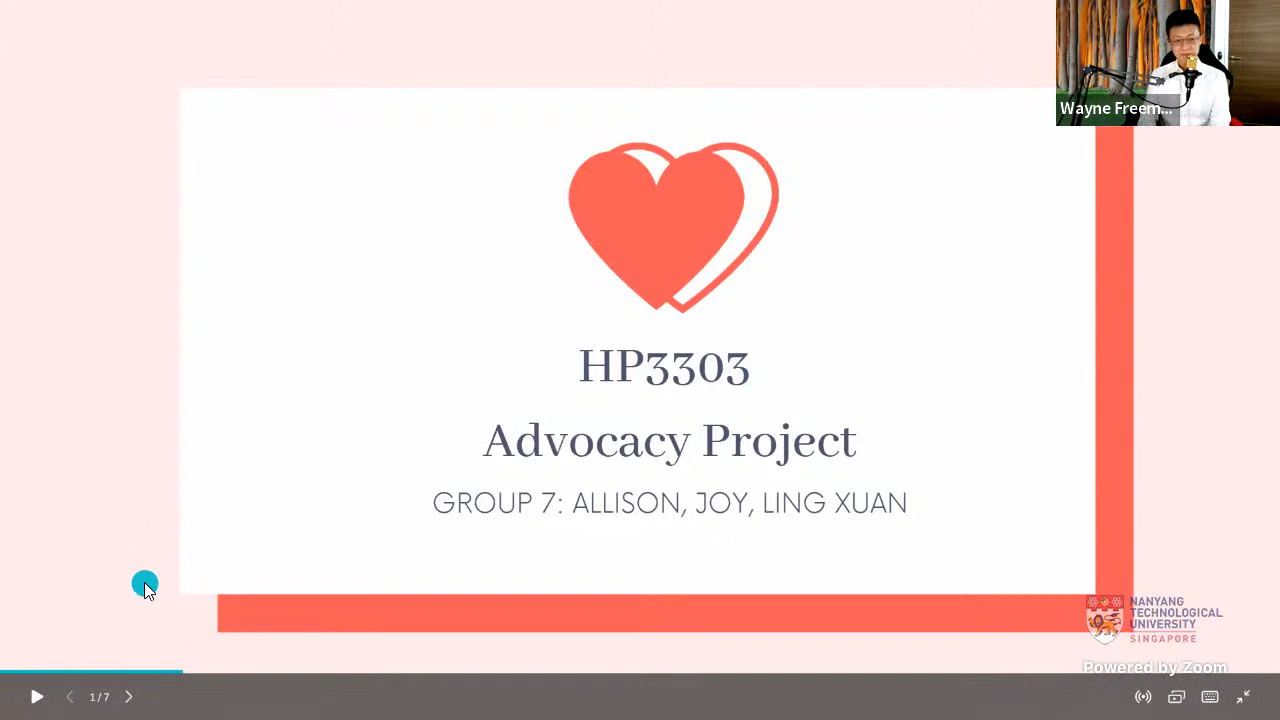 Wayne Freem...
HP3303
Advocacy Project
GROUP 7: ALLISON, JOY, LING XUAN
NANYANG
TECHNOLOGICAL
UNIVERSITY
SINGAPORE
Powered by Zoom
1/7